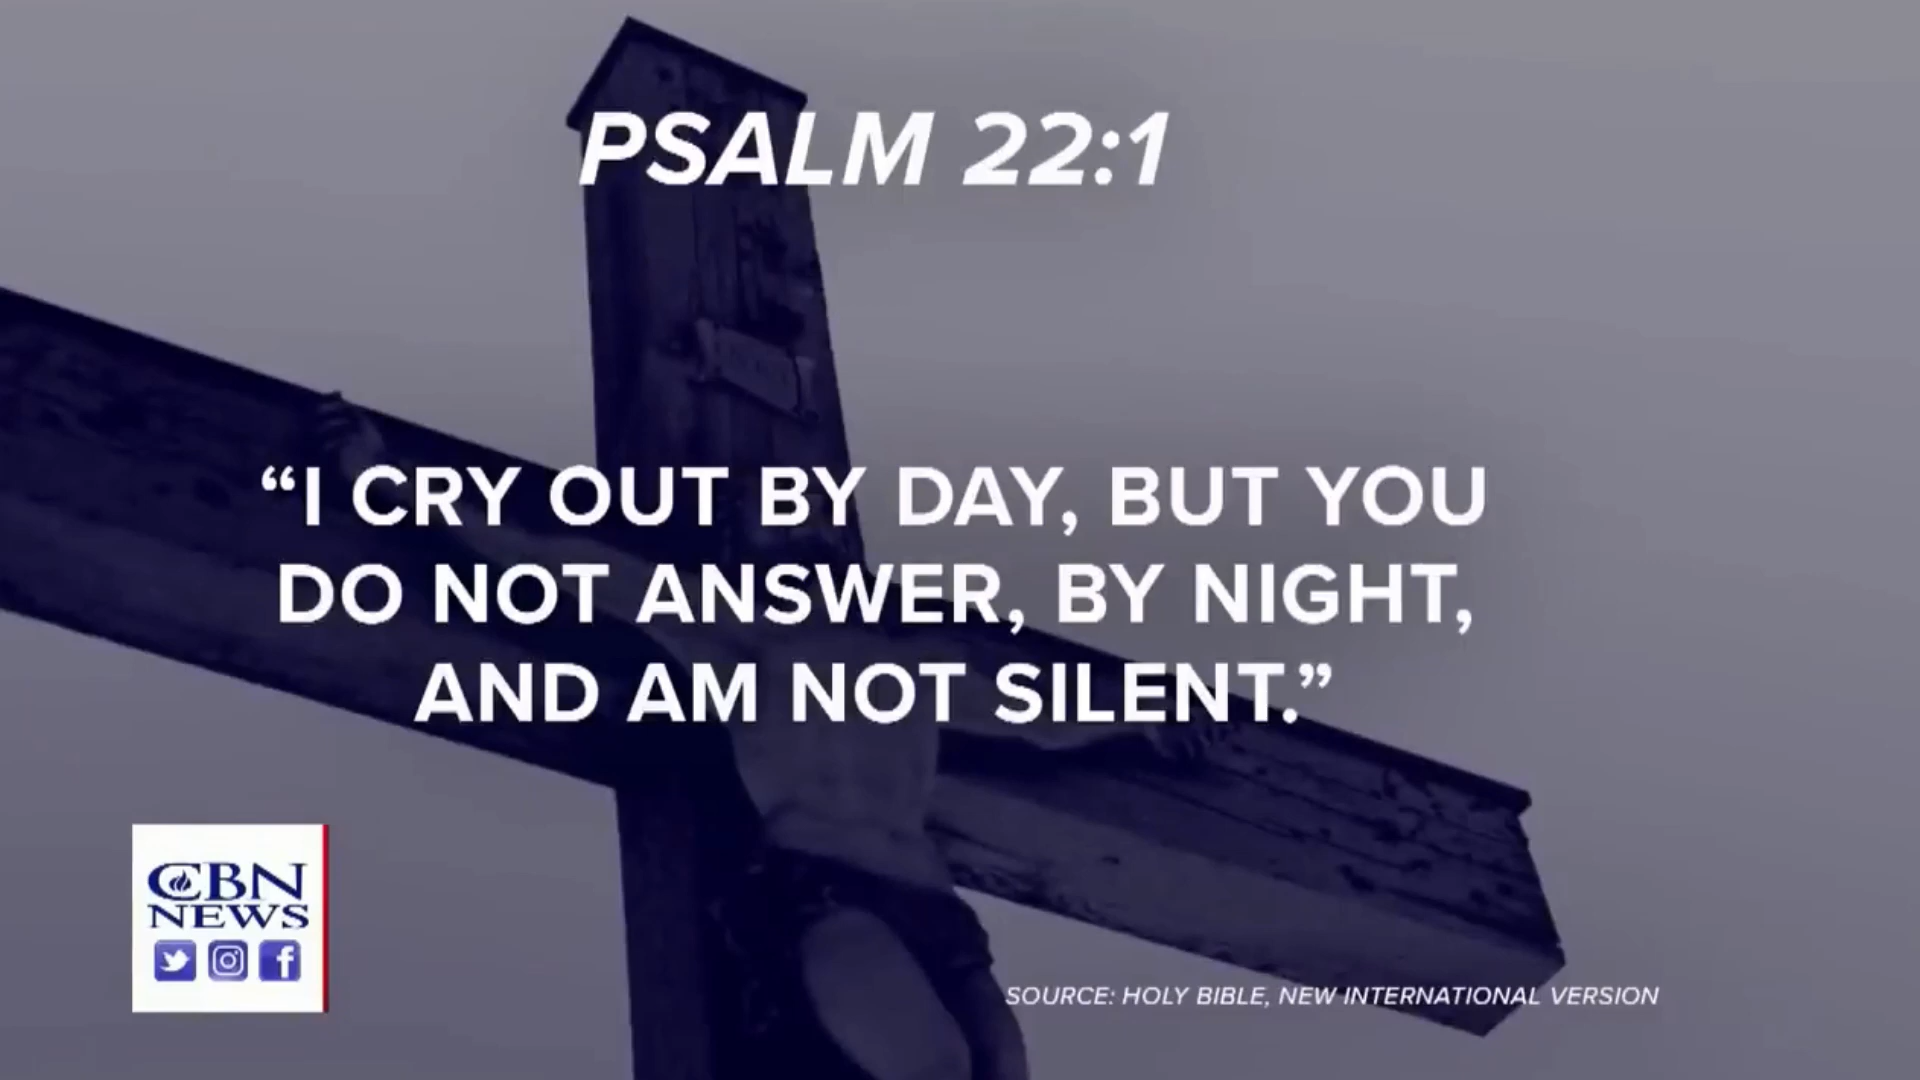 PSALM 22:1
“I CRY OUT BY DAY, BUT YOU
DO NOT ANSWER, BY NIGHT,
AND AM NOT SILENT.”
CBN
NEWS
SOURCE: HOLY BIBLE, NEW INTERNATIONAL VERSION